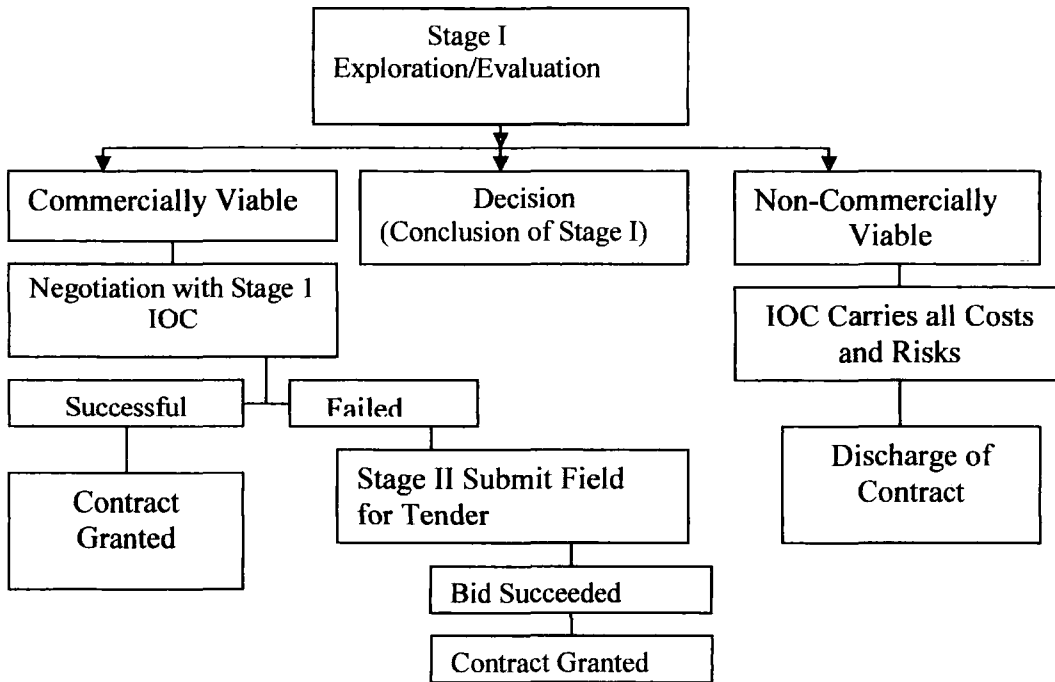 Stage I
Exploration/Evaluation
Commercially Viable
Decision
(Conclusion of Stage I)
Non-Commercially
Viable
Negotiation with Stage 1
IOC
IOC Carries all Costs
and Risks
Successful
Failed
Contract
Granted
Stage II Submit Field
for Tender
Discharge of
Contract
Bid Succeeded
Contract Granted